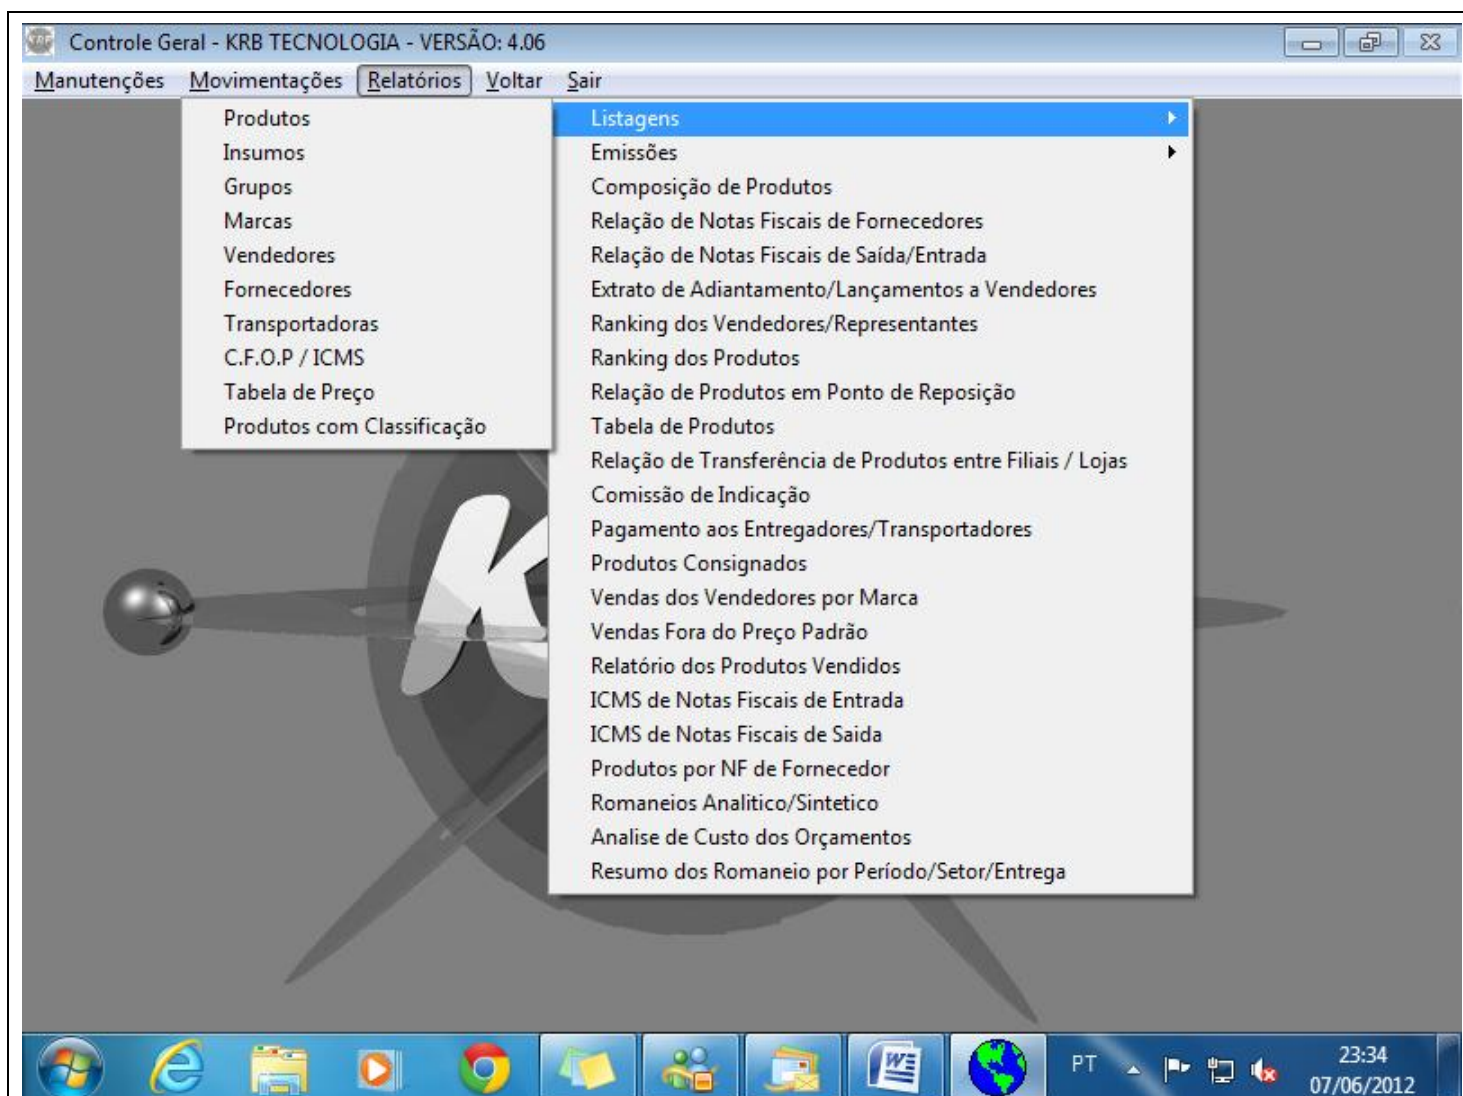 Controle Geral - KRB TECNOLOGIA - VERSÃO: 4.06
Manutenções Movimentações Relatórios Voltar Sair
Produtos
Insumos
Grupos
Marcas
Vendedores
Fornecedores
Transportadoras
C.F.O.P / ICMS
Tabela de Preço
Produtos com Classificação
Listagens
Emissões
Composição de Produtos
Relação de Notas Fiscais de Fornecedores
Relação de Notas Fiscais de Saída/Entrada
Extrato de Adiantamento/Lançamentos a Vendedores
Ranking dos Vendedores/Representantes
Ranking dos Produtos
Relação de Produtos em Ponto de Reposição
Tabela de Produtos
Relação de Transferência de Produtos entre Filiais / Lojas
Comissão de Indicação
Pagamento aos Entregadores/Transportadores
Produtos Consignados
Vendas dos Vendedores por Marca
Vendas Fora do Preço Padrão
Relatório dos Produtos Vendidos
ICMS de Notas Fiscais de Entrada
ICMS de Notas Fiscais de Saida
Produtos por NF de Fornecedor
Romaneios Analitico/Sintetico
Analise de Custo dos Orçamentos
Resumo dos Romaneio por Período/Setor/Entrega
K
PT
23:34
07/06/2012